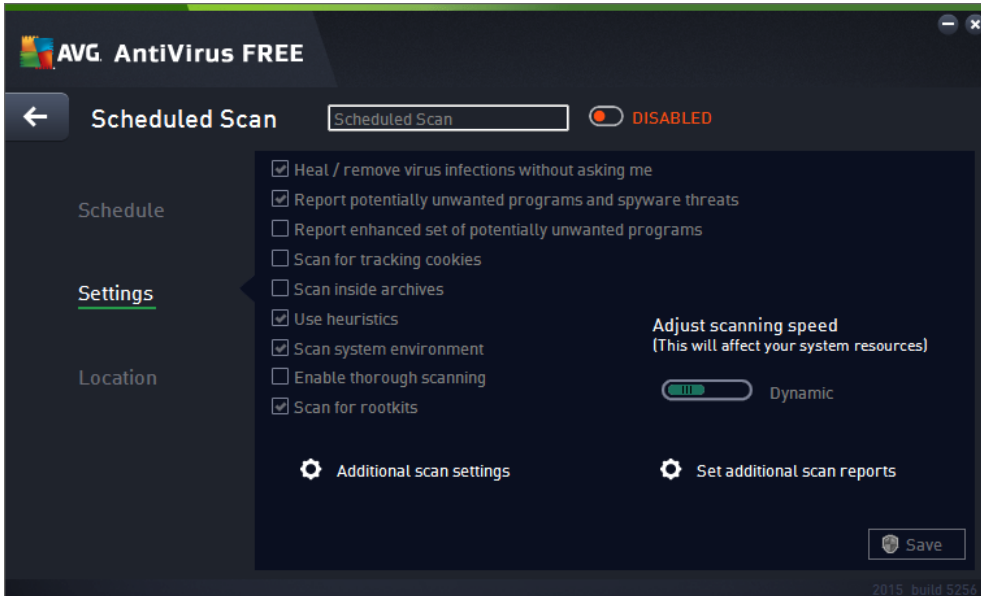 AVG. AntiVirus FREE
Scheduled Scan
Scheduled Scan
DISABLED
Schedule
Settings
Location
Heal / remove virus infections without asking me
Report potentially unwanted programs and spyware threats
Report enhanced set of potentially unwanted programs
Scan for tracking cookies
Scan inside archives
Use heuristics
Scan system environment
Enable thorough scanning
Scan for rootkits
Adjust scanning speed
(This will affect your system resources)
Dynamic
Additional scan settings
Set additional scan reports
Save
2015 build 5256